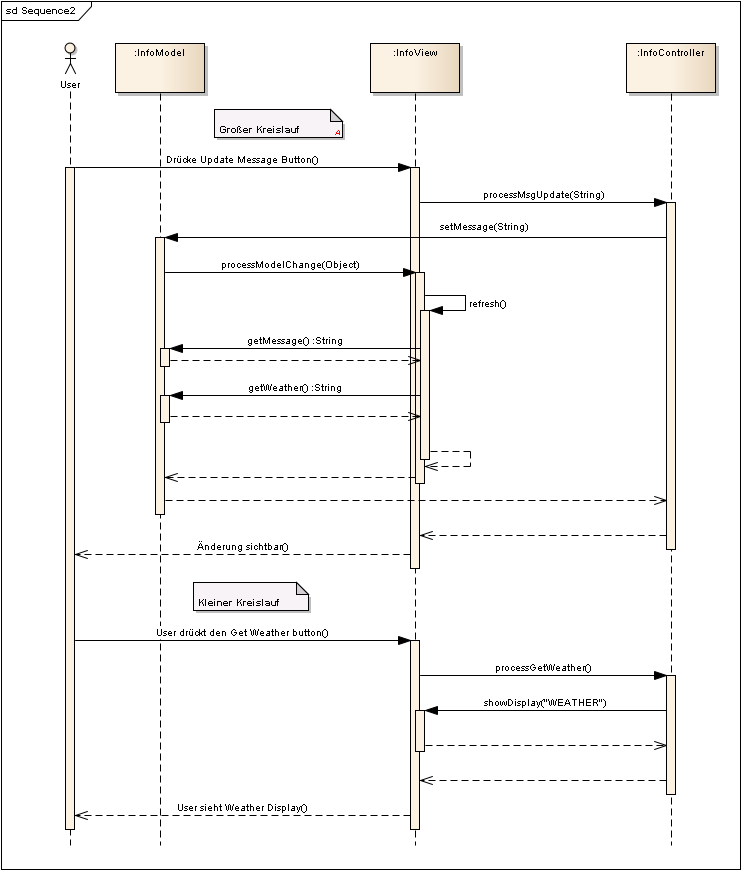 sd Sequence2
:InfoModel
:InfoView
:InfoController
User
Großer Kreislauf
A
Drücke Update Message Button()
processMsgUpdate(String)
setMessage(String)
processModelChange(Object)
refresh()
getMessage() :String
getWeather() :String
Änderung sichtbar()
Kleiner Kreislauf
User drückt den Get Weather button()
processGetWeather()
showDisplay("WEATHER")
User sieht Weather Display()